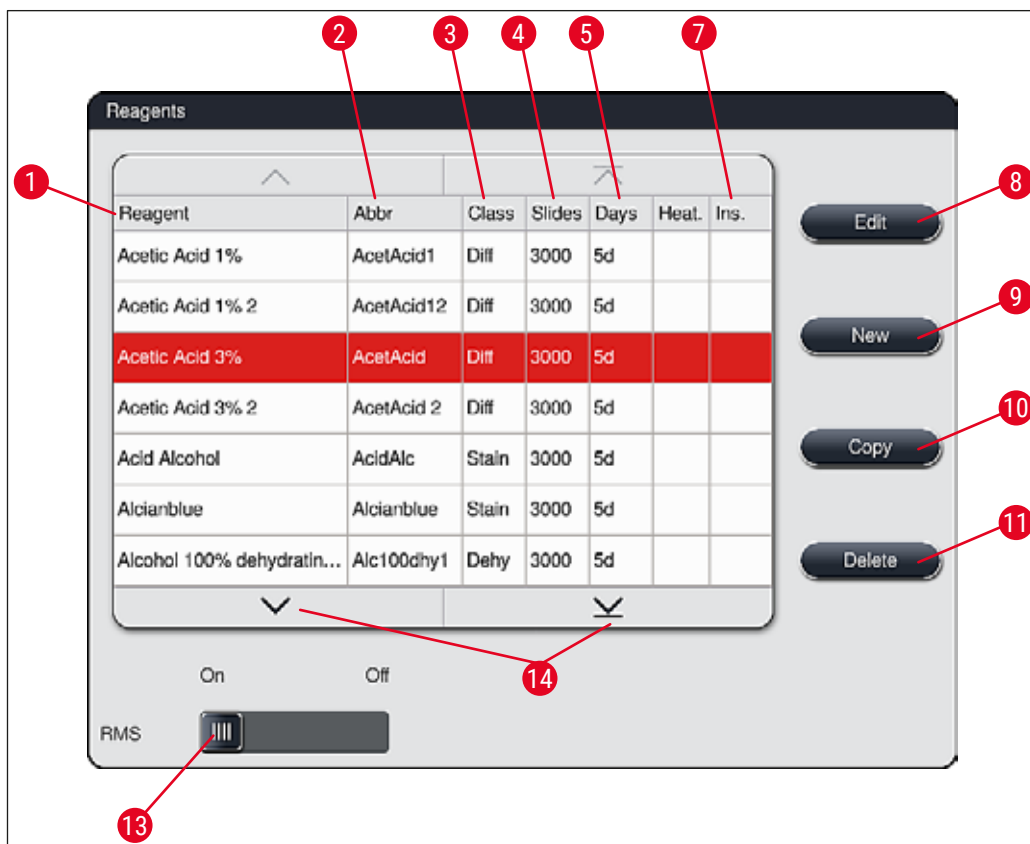 2 3 4 5 7
Reagents
1
8
Reagent Abbr Class Slides Days Heat. Ins.
Edit
Acetic Acid 1% AcetAcid1 Diff 3000 5d
9
Acetic Acid 1% 2 AcetAcid12 Diff 3000 5d
New
Acetic Acid 3% AcetAcid Diff 3000 5d
10
Acetic Acid 3% 2 AcetAcid 2 Diff 3000 5d
Copy
Acid Alcohol AcidAlc Stain 3000 5d
11
Alcianblue Alcianblue Stain 3000 5d
Delete
Alcohol 100% dehydratin... Alc100dhy1 Dehy 3000 5d
14
On Off
RMS
13